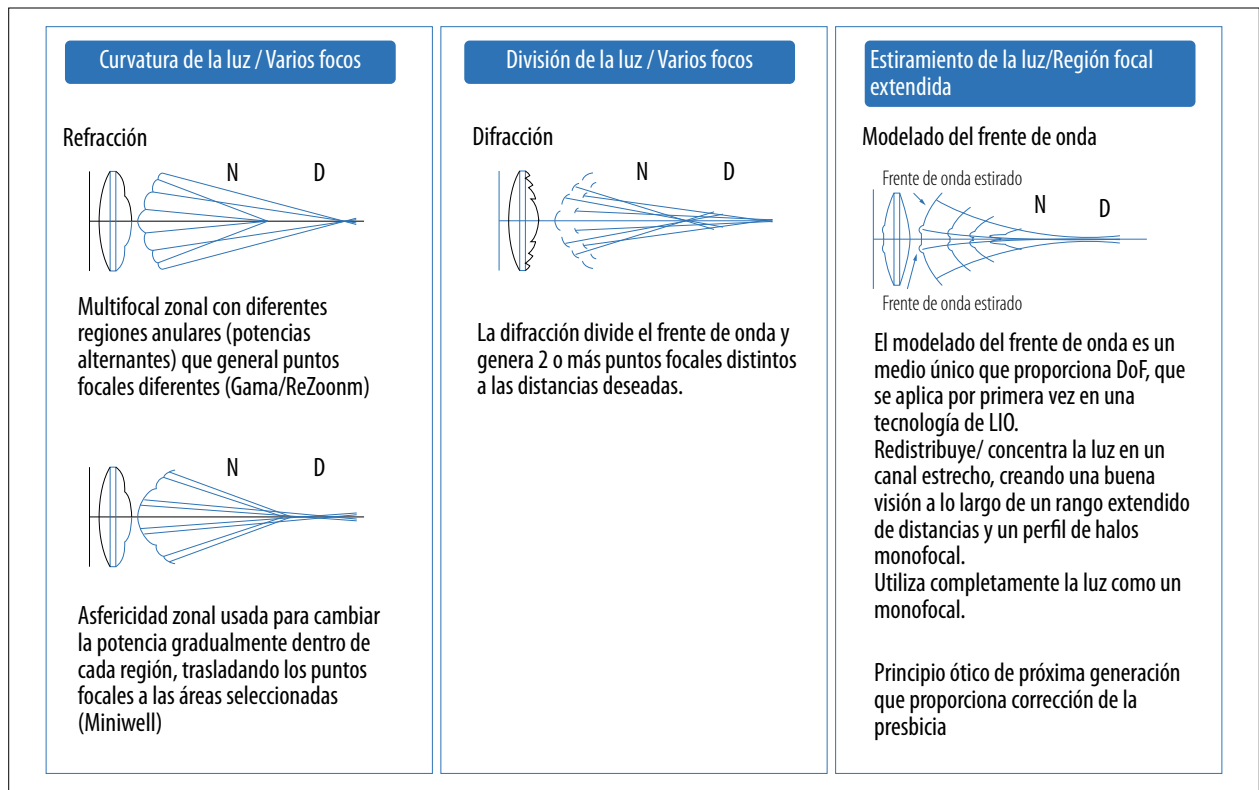 Curvatura de la luz / Varios focos
Refracción
N D
Multifocal zonal con diferentes
regiones anulares (potencias
alternantes) que general puntos
focales diferentes (Gama/ReZoonm)
N D
Asfericidad zonal usada para cambiar
la potencia gradualmente dentro de
cada región, trasladando los puntos
focales a las áreas seleccionadas
(Miniwell)
División de la luz / Varios focos
Difracción
N D
La difracción divide el frente de onda y
genera 2 o más puntos focales distintos
a las distancias deseadas.
Estiramiento de la luz/Región focal
extendida
Modelado del frente de onda
Frente de onda estirado
N D
Frente de onda estirado
El modelado del frente de onda es un
medio único que proporciona DoF, que
se aplica por primera vez en una
tecnología de LIO.
Redistribuye/ concentra la luz en un
canal estrecho, creando una buena
visión a lo largo de un rango extendido
de distancias y un perfil de halos
monofocal.
Utiliza completamente la luz como un
monofocal.
Principio ótico de próxima generación
que proporciona corrección de la
presbicia